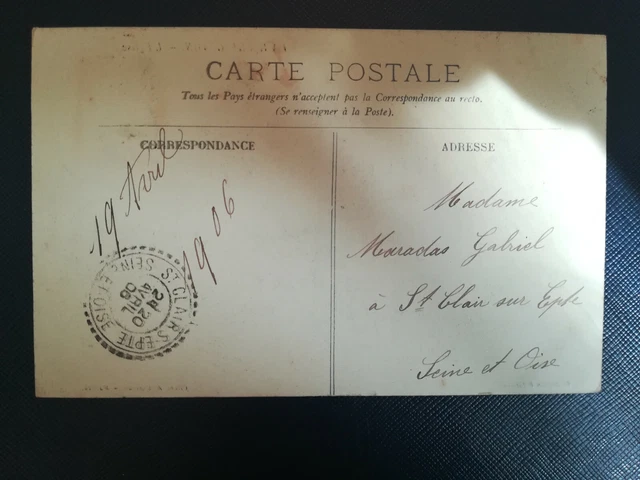 CARTE POSTALE
Tous les Pays étrangers n'acceptent pas la Correspondance au recto.
(Se renseigner à la Poste).
CORRESPONDANCE
19 Avril
1906
ST CLAIR S-EPTE
SEINE-ET-OISE
20
AVRIL
06
ADRESSE
Madame
Maradas Gabriel
à St Clair sur Epte
Seine et Oise